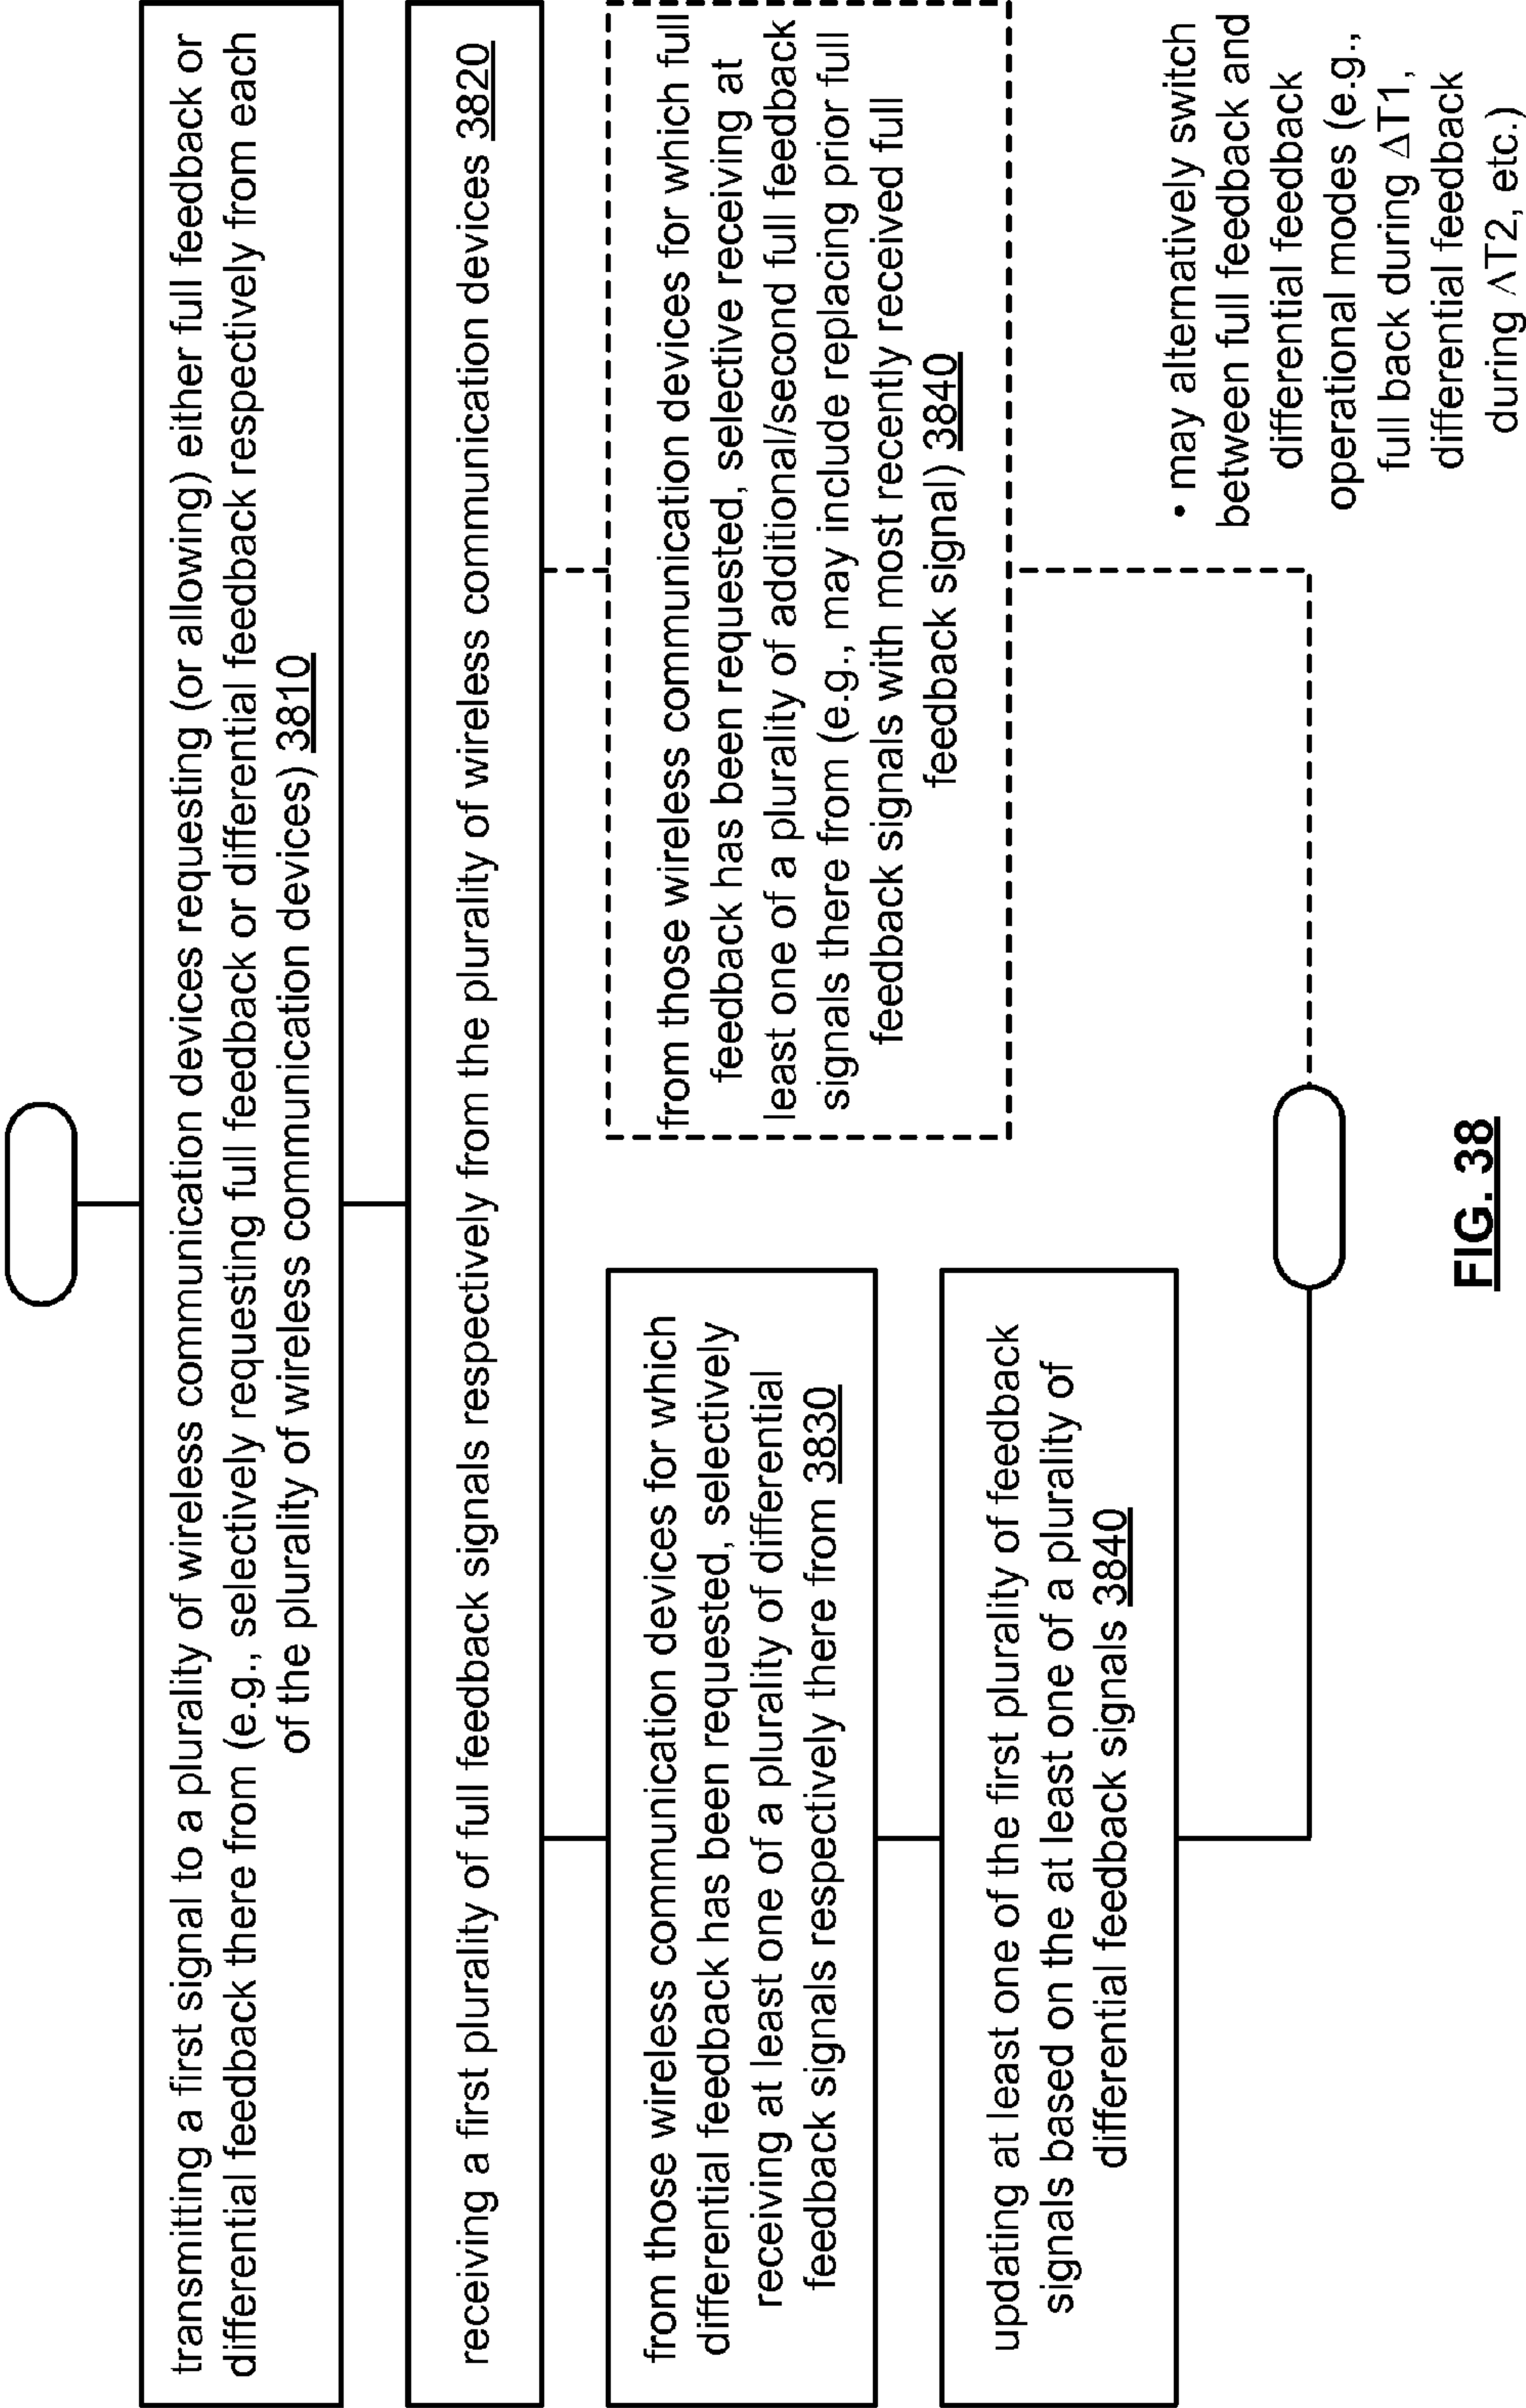 transmitting a first signal to a plurality of wireless communication devices requesting (or allowing) either full feedback or
differential feedback there from (e.g., selectively requesting full feedback or differential feedback respectively from each
of the plurality of wireless communication devices) 3810
receiving a first plurality of full feedback signals respectively from the plurality of wireless communication devices 3820
from those wireless communication devices for which
differential feedback has been requested, selectively
receiving at least one of a plurality of differential
feedback signals respectively there from 3830
updating at least one of the first plurality of feedback
signals based on the at least one of a plurality of
differential feedback signals 3840
from those wireless communication devices for which full
feedback has been requested, selective receiving at
least one of a plurality of additional/second full feedback
signals there from (e.g., may include replacing prior full
feedback signals with most recently received full
feedback signal) 3840
• may alternatively switch
between full feedback and
differential feedback
operational modes (e.g.,
full back during ΔT1,
differential feedback
during ΔT2, etc.)
FIG. 38